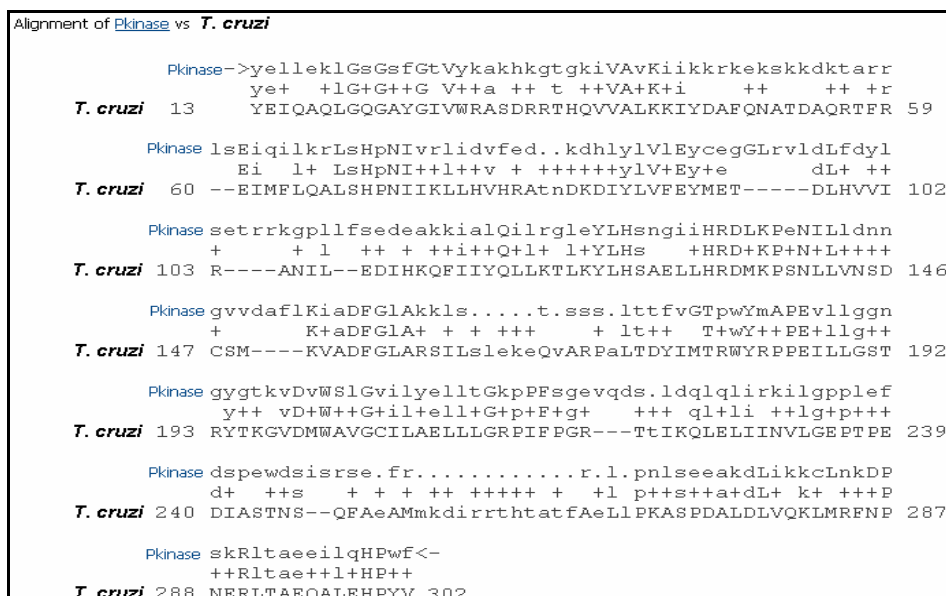 Alignment of Pkinase vs T. cruzi
Pkinase->yelleklGsGsfGtVykakhkgtgkiVAvKiikkrkekskkdktarr
ye+ +lG+G++G V++a ++ t ++VA+K+i ++ ++ +r
T. cruzi 13 YEIQAQLGQGAYGIVWRASDRRTHQVVALKKIYDAFQNATDAQRTFR 59
Pkinase lsEiqilkrLsHpNIvrlidvfed..kdhlylVlEycegGLrvldLfdyl
Ei l+ LsHpNI++l++v + ++++++ylV+Ey+e dL+ ++
T. cruzi 60 --EIMFLQALSHPNIIKLLHVHRAtnDKDIYLVFEYMET-----DLHVVI 102
Pkinase setrrkgpllfsedeakkialQilrgleYLHsngiiHRDLKPeNILldnn
+ + l ++ + ++i++Q+l+ l+YLHs +HRD+KP+N+L++++
T. cruzi 103 R----ANIL--EDIHKQFIIYQLLKTLKYLHSAELLHRDMKPSNLLVNSD 146
Pkinase gvvdaflKiaDFGlAkkls.....t.sss.lttfvGTpwYmAPEvllggn
+ K+aDFGlA+ + + +++ + lt++ T+wY++PE+llg++
T. cruzi 147 CSM----KVADFGLARSILslekeQvARPaLTDYIMTRWYRPPEILLGST 192
Pkinase gygtkvDvWSlGvilyelltGkpPFsgevqds.ldqlqlirkilgpplef
y++ vD+W++G+il+ell+G+p+F+g+ +++ ql+li ++lg+p+++
T. cruzi 193 RYTKGVDMWAVGCILAELLLGRPIFPGR---TtIKQLELIINVLGEPTPE 239
Pkinase dspewdsisrse.fr............r.l.pnlseeakdLikkcLnkDP
d+ ++s + + + ++ +++++ + +l p++s++a+dL+ k+ +++P
T. cruzi 240 DIASTNS--QFAeAMmkdirrthtatfAeLlPKASPDALDLVQKLMRFNP 287
Pkinase skRltaeeilqHPwf<-
++Rltae++l+HP++
T. cruzi 288 NERLTAEQALEHPYV 302